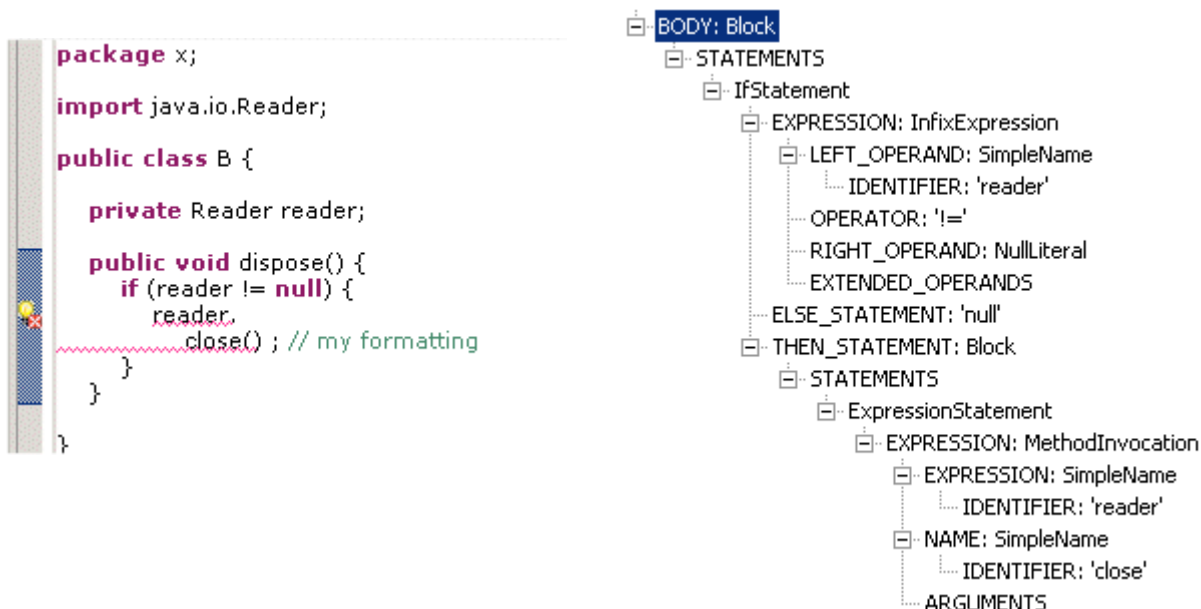 package x;
import java.io.Reader;
public class B {
private Reader reader;
public void dispose() {
if (reader != null) {
reader.
close() ; // my formatting
}
}
}
BODY: Block
STATEMENTS
IfStatement
EXPRESSION: InfixExpression
LEFT_OPERAND: SimpleName
IDENTIFIER: 'reader'
OPERATOR: '!='
RIGHT_OPERAND: NullLiteral
EXTENDED_OPERANDS
ELSE_STATEMENT: 'null'
THEN_STATEMENT: Block
STATEMENTS
ExpressionStatement
EXPRESSION: MethodInvocation
EXPRESSION: SimpleName
IDENTIFIER: 'reader'
NAME: SimpleName
IDENTIFIER: 'close'
ARGUMENTS